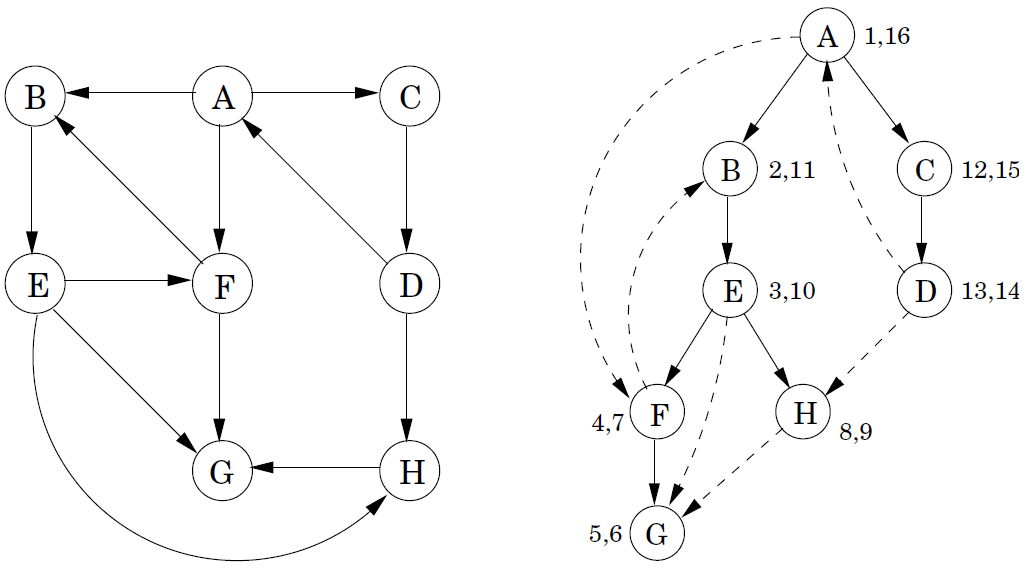 B A C
E F D
G H
A 1,16
B 2,11 C 12,15
E 3,10 D 13,14
4,7 F H 8,9
5,6 G